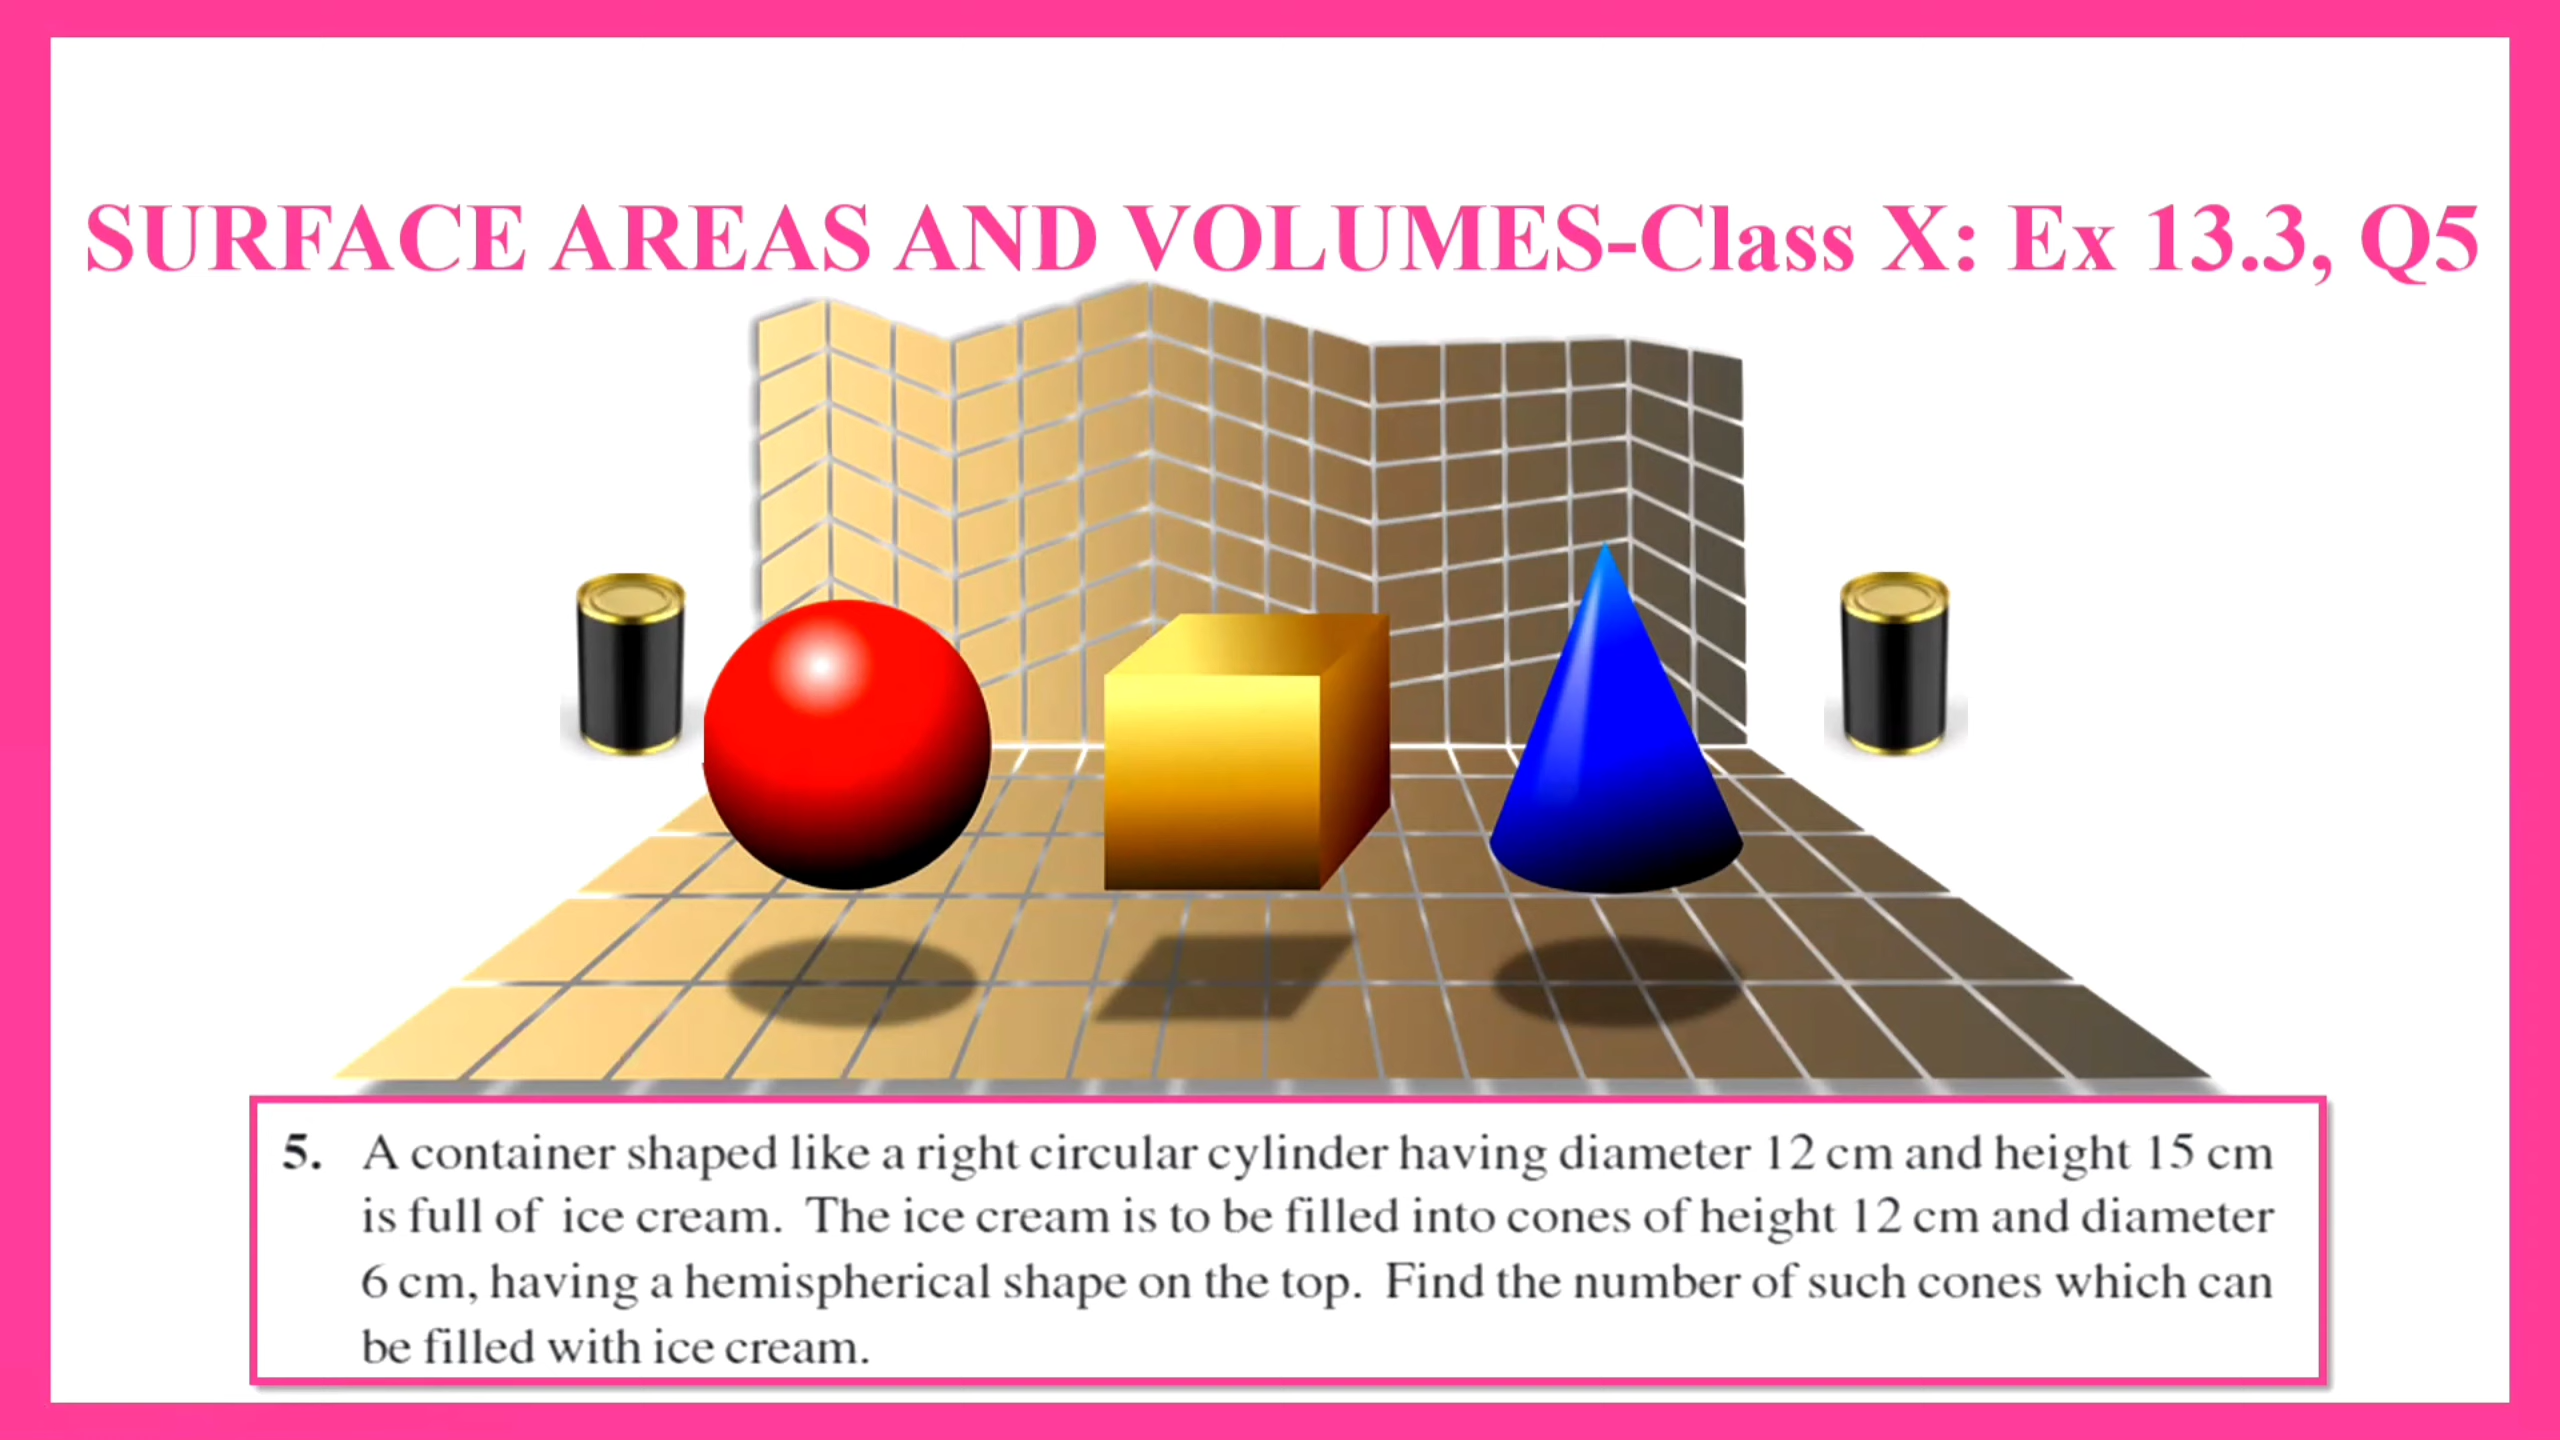 SURFACE AREAS AND VOLUMES-Class X: Ex 13.3, Q5
5. A container shaped like a right circular cylinder having diameter 12 cm and height 15 cm
is full of ice cream. The ice cream is to be filled into cones of height 12 cm and diameter
6 cm, having a hemispherical shape on the top. Find the number of such cones which can
be filled with ice cream.